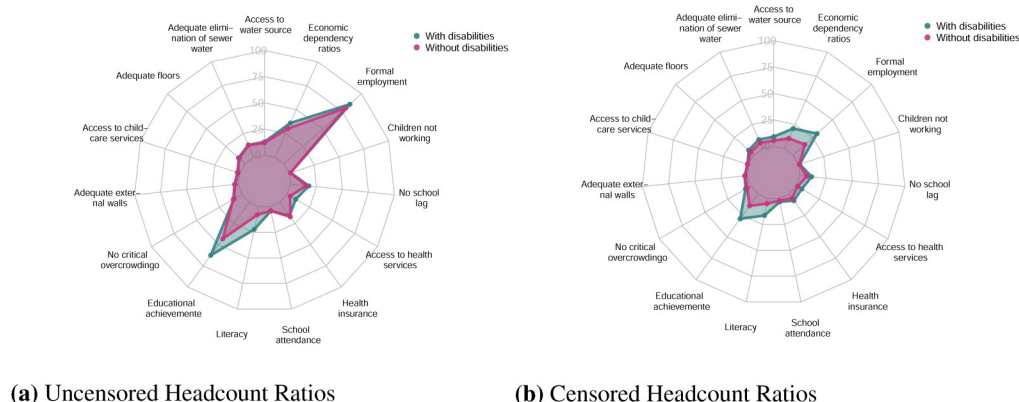 Access to
water source
Economic
dependency
ratios
Formal
employment
Children not
working
No school
lag
Access to health
services
Health
insurance
School
attendance
Literacy
Educational
achievemente
No critical
overcrowdingo
Adequate exter-
nal walls
Access to child-
care services
Adequate floors
Adequate elimi-
nation of sewer
water
100
75
50
25
0
With disabilities
Without disabilities
(a) Uncensored Headcount Ratios
Access to
water source
Economic
dependency
ratios
Formal
employment
Children not
working
No school
lag
Access to health
services
Health
insurance
School
attendance
Literacy
Educational
achievemente
No critical
overcrowdingo
Adequate exter-
nal walls
Access to child-
care services
Adequate floors
Adequate elimi-
nation of sewer
water
100
75
50
25
0
With disabilities
Without disabilities
(b) Censored Headcount Ratios